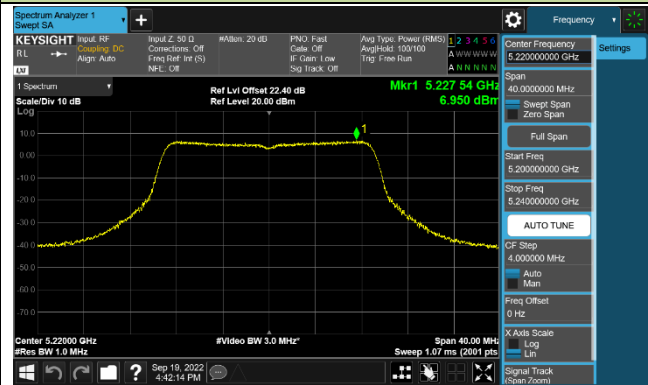 Spectrum Analyzer 1
Swept SA
Frequency
KEYSIGHT
RL
LXI
Input: RF
Coupling: DC
Align: Auto
Input Z: 50 Ω
Corrections: Off
Freq Ref: Int (S)
NFE: Off
#Atten: 20 dB
PNO: Fast
Gate: Off
IF Gain: Low
Sig Track: Off
Avg Type: Power (RMS)
Avg|Hold: 100/100
Trig: Free Run
1 2 3 4 5 6
A W W W W W
A N N N N N
Settings
1 Spectrum
Scale/Div 10 dB
Log
Ref Lvl Offset 22.40 dB
Ref Level 20.00 dBm
Mkr1 5.227 54 GHz
6.950 dBm
1
10.0
0.00
-10.0
-20.0
-30.0
-40.0
-50.0
-60.0
-70.0
Center 5.22000 GHz
#Res BW 1.0 MHz
#Video BW 3.0 MHz*
Span 40.00 MHz
Sweep 1.07 ms (2001 pts)
Sep 19, 2022
4:42:14 PM
Center Frequency
5.220000000 GHz
Span
40.0000000 MHz
Swept Span
Zero Span
Full Span
Start Freq
5.200000000 GHz
Stop Freq
5.240000000 GHz
AUTO TUNE
CF Step
4.000000 MHz
Auto
Man
Freq Offset
0 Hz
X Axis Scale
Log
Lin
Signal Track
(Span Zoom)